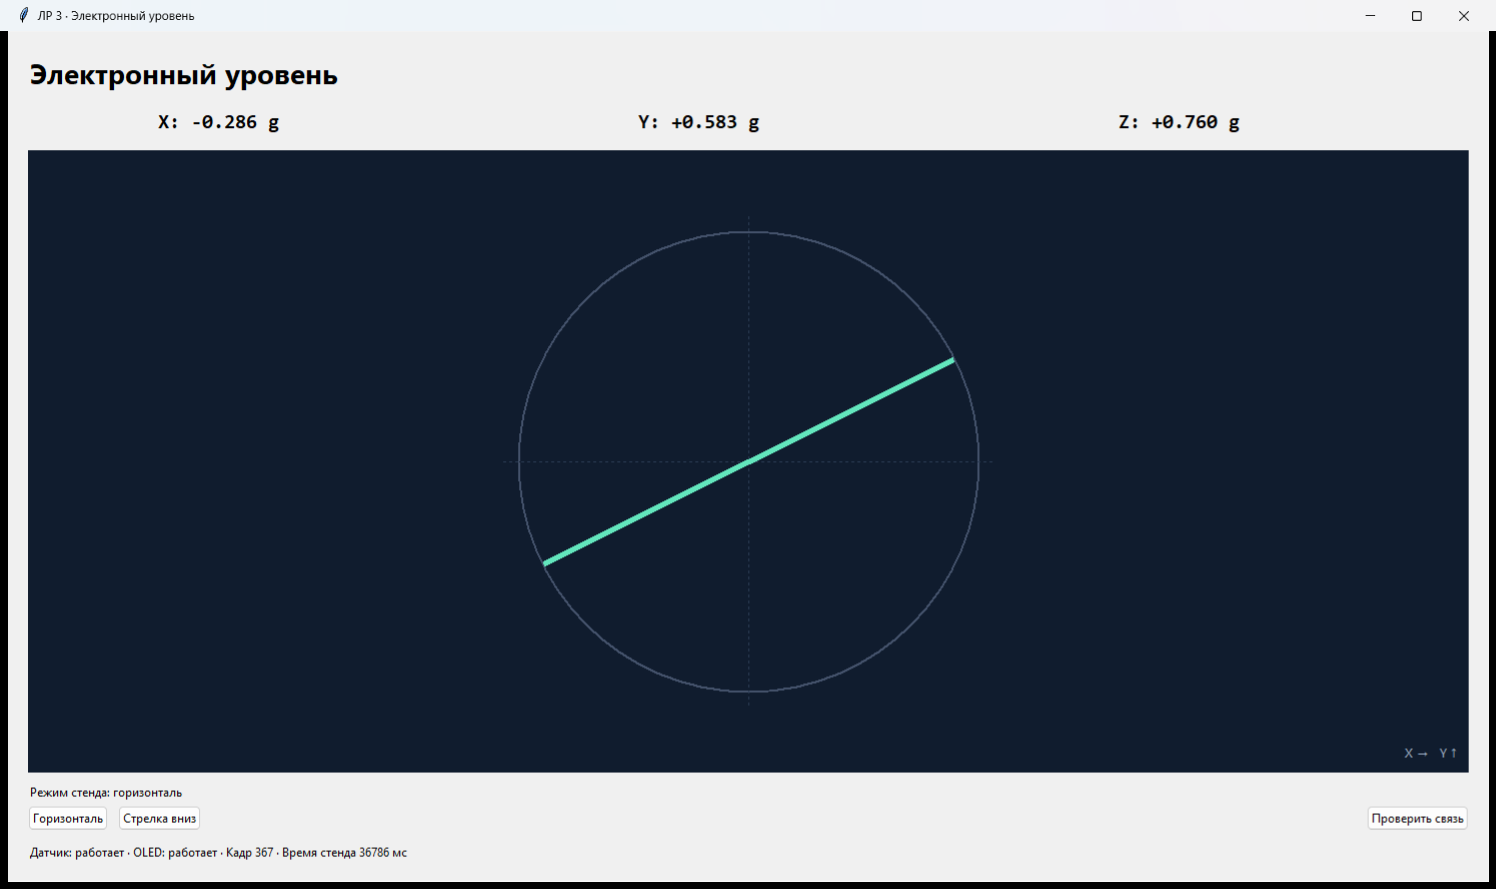 ЛР 3 · Электронный уровень
Электронный уровень
X: -0.286 g Y: +0.583 g Z: +0.760 g
X→ Y↑
Режим стенда: горизонталь
Горизонталь Стрелка вниз Проверить связь
Датчик: работает · OLED: работает · Кадр 367 · Время стенда 36786 мс